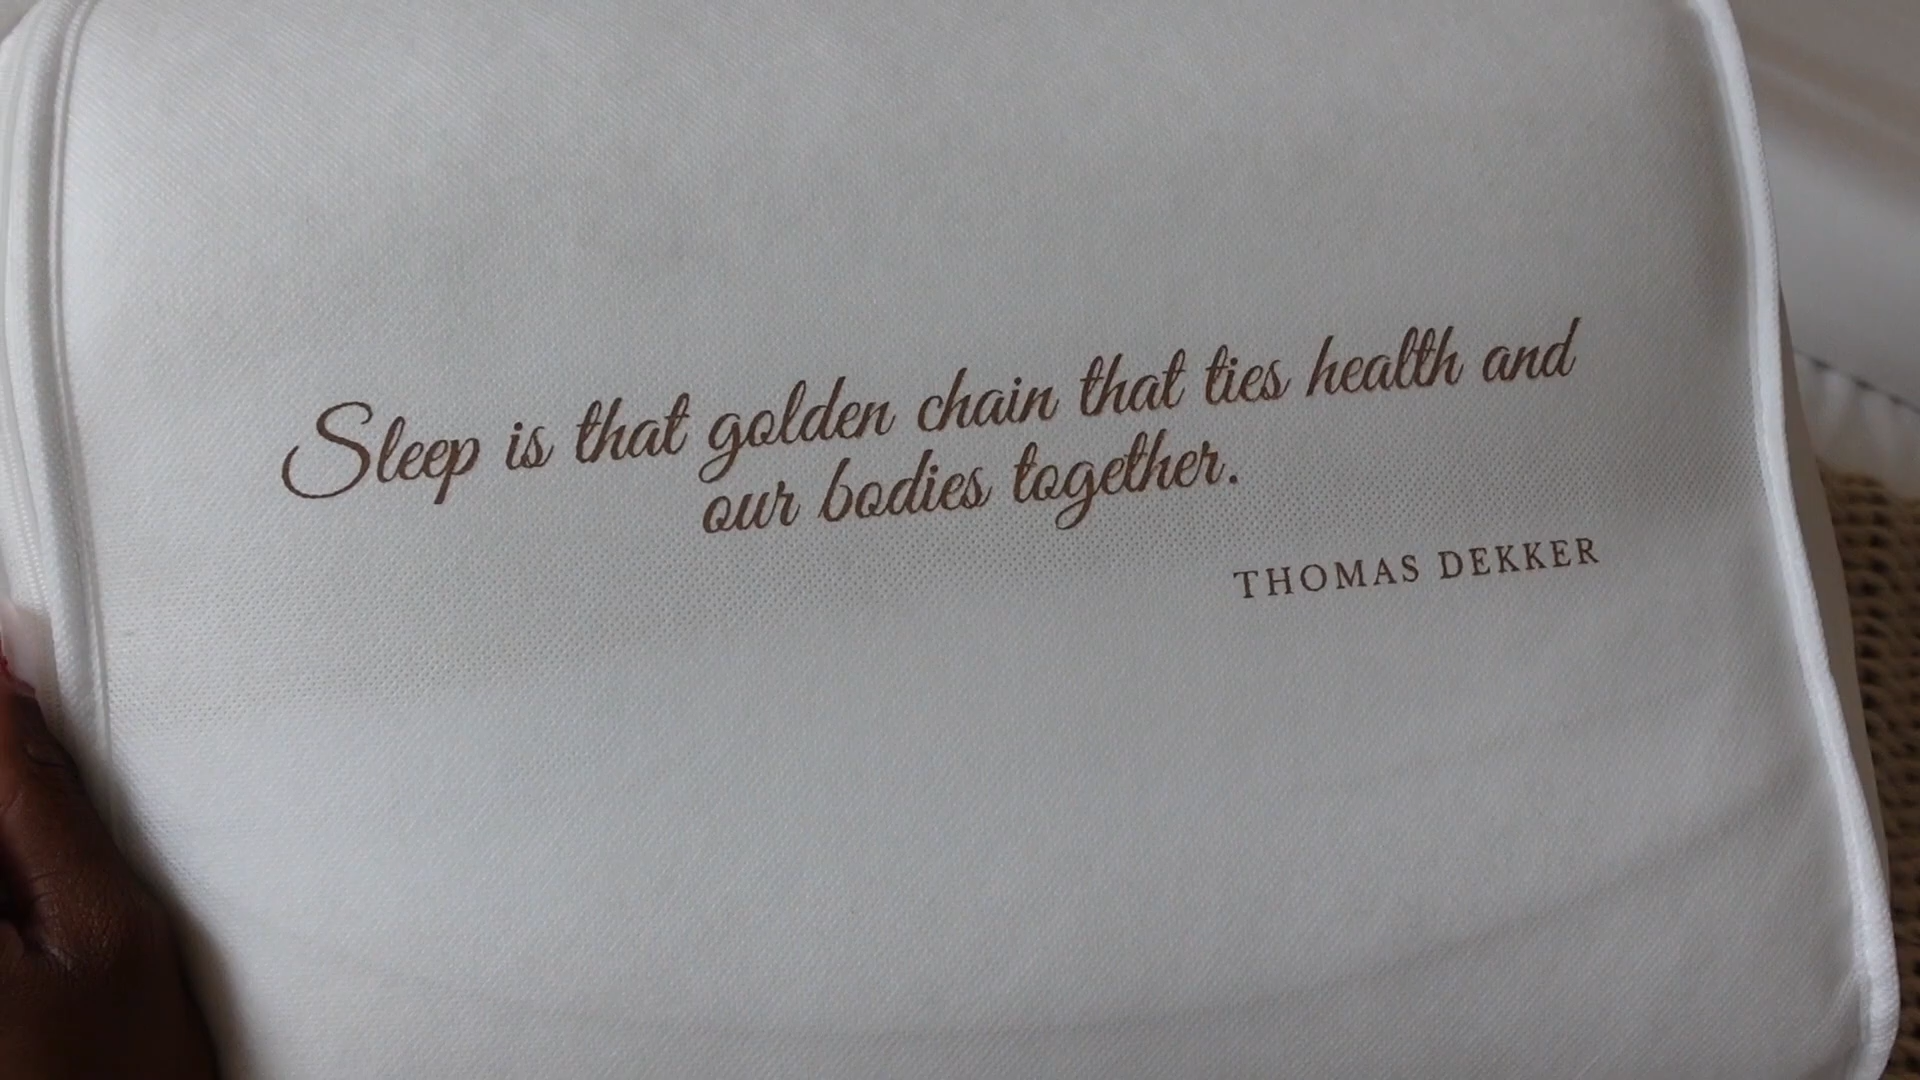 Sleep is that golden chain that ties health and
our bodies together.
THOMAS DEKKER